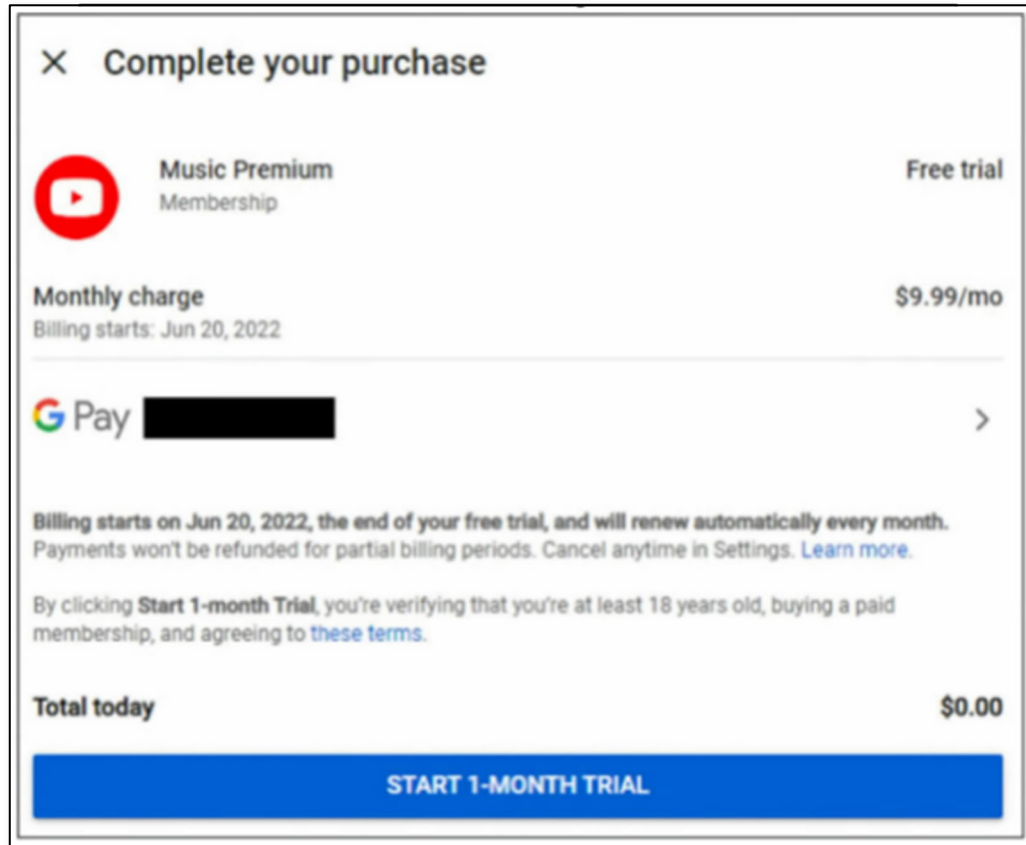 Complete your purchase
Music Premium
Free trial
Membership
Monthly charge
$9.99/mo
Billing starts: Jun 20, 2022
G Pay
Billing starts on Jun 20, 2022, the end of your free trial, and will renew automatically every month.
Payments won't be refunded for partial billing periods. Cancel anytime in Settings. Learn more.
By clicking Start 1-month Trial, you're verifying that you're at least 18 years old, buying a paid
membership, and agreeing to these terms.
Total today
$0.00
START 1-MONTH TRIAL